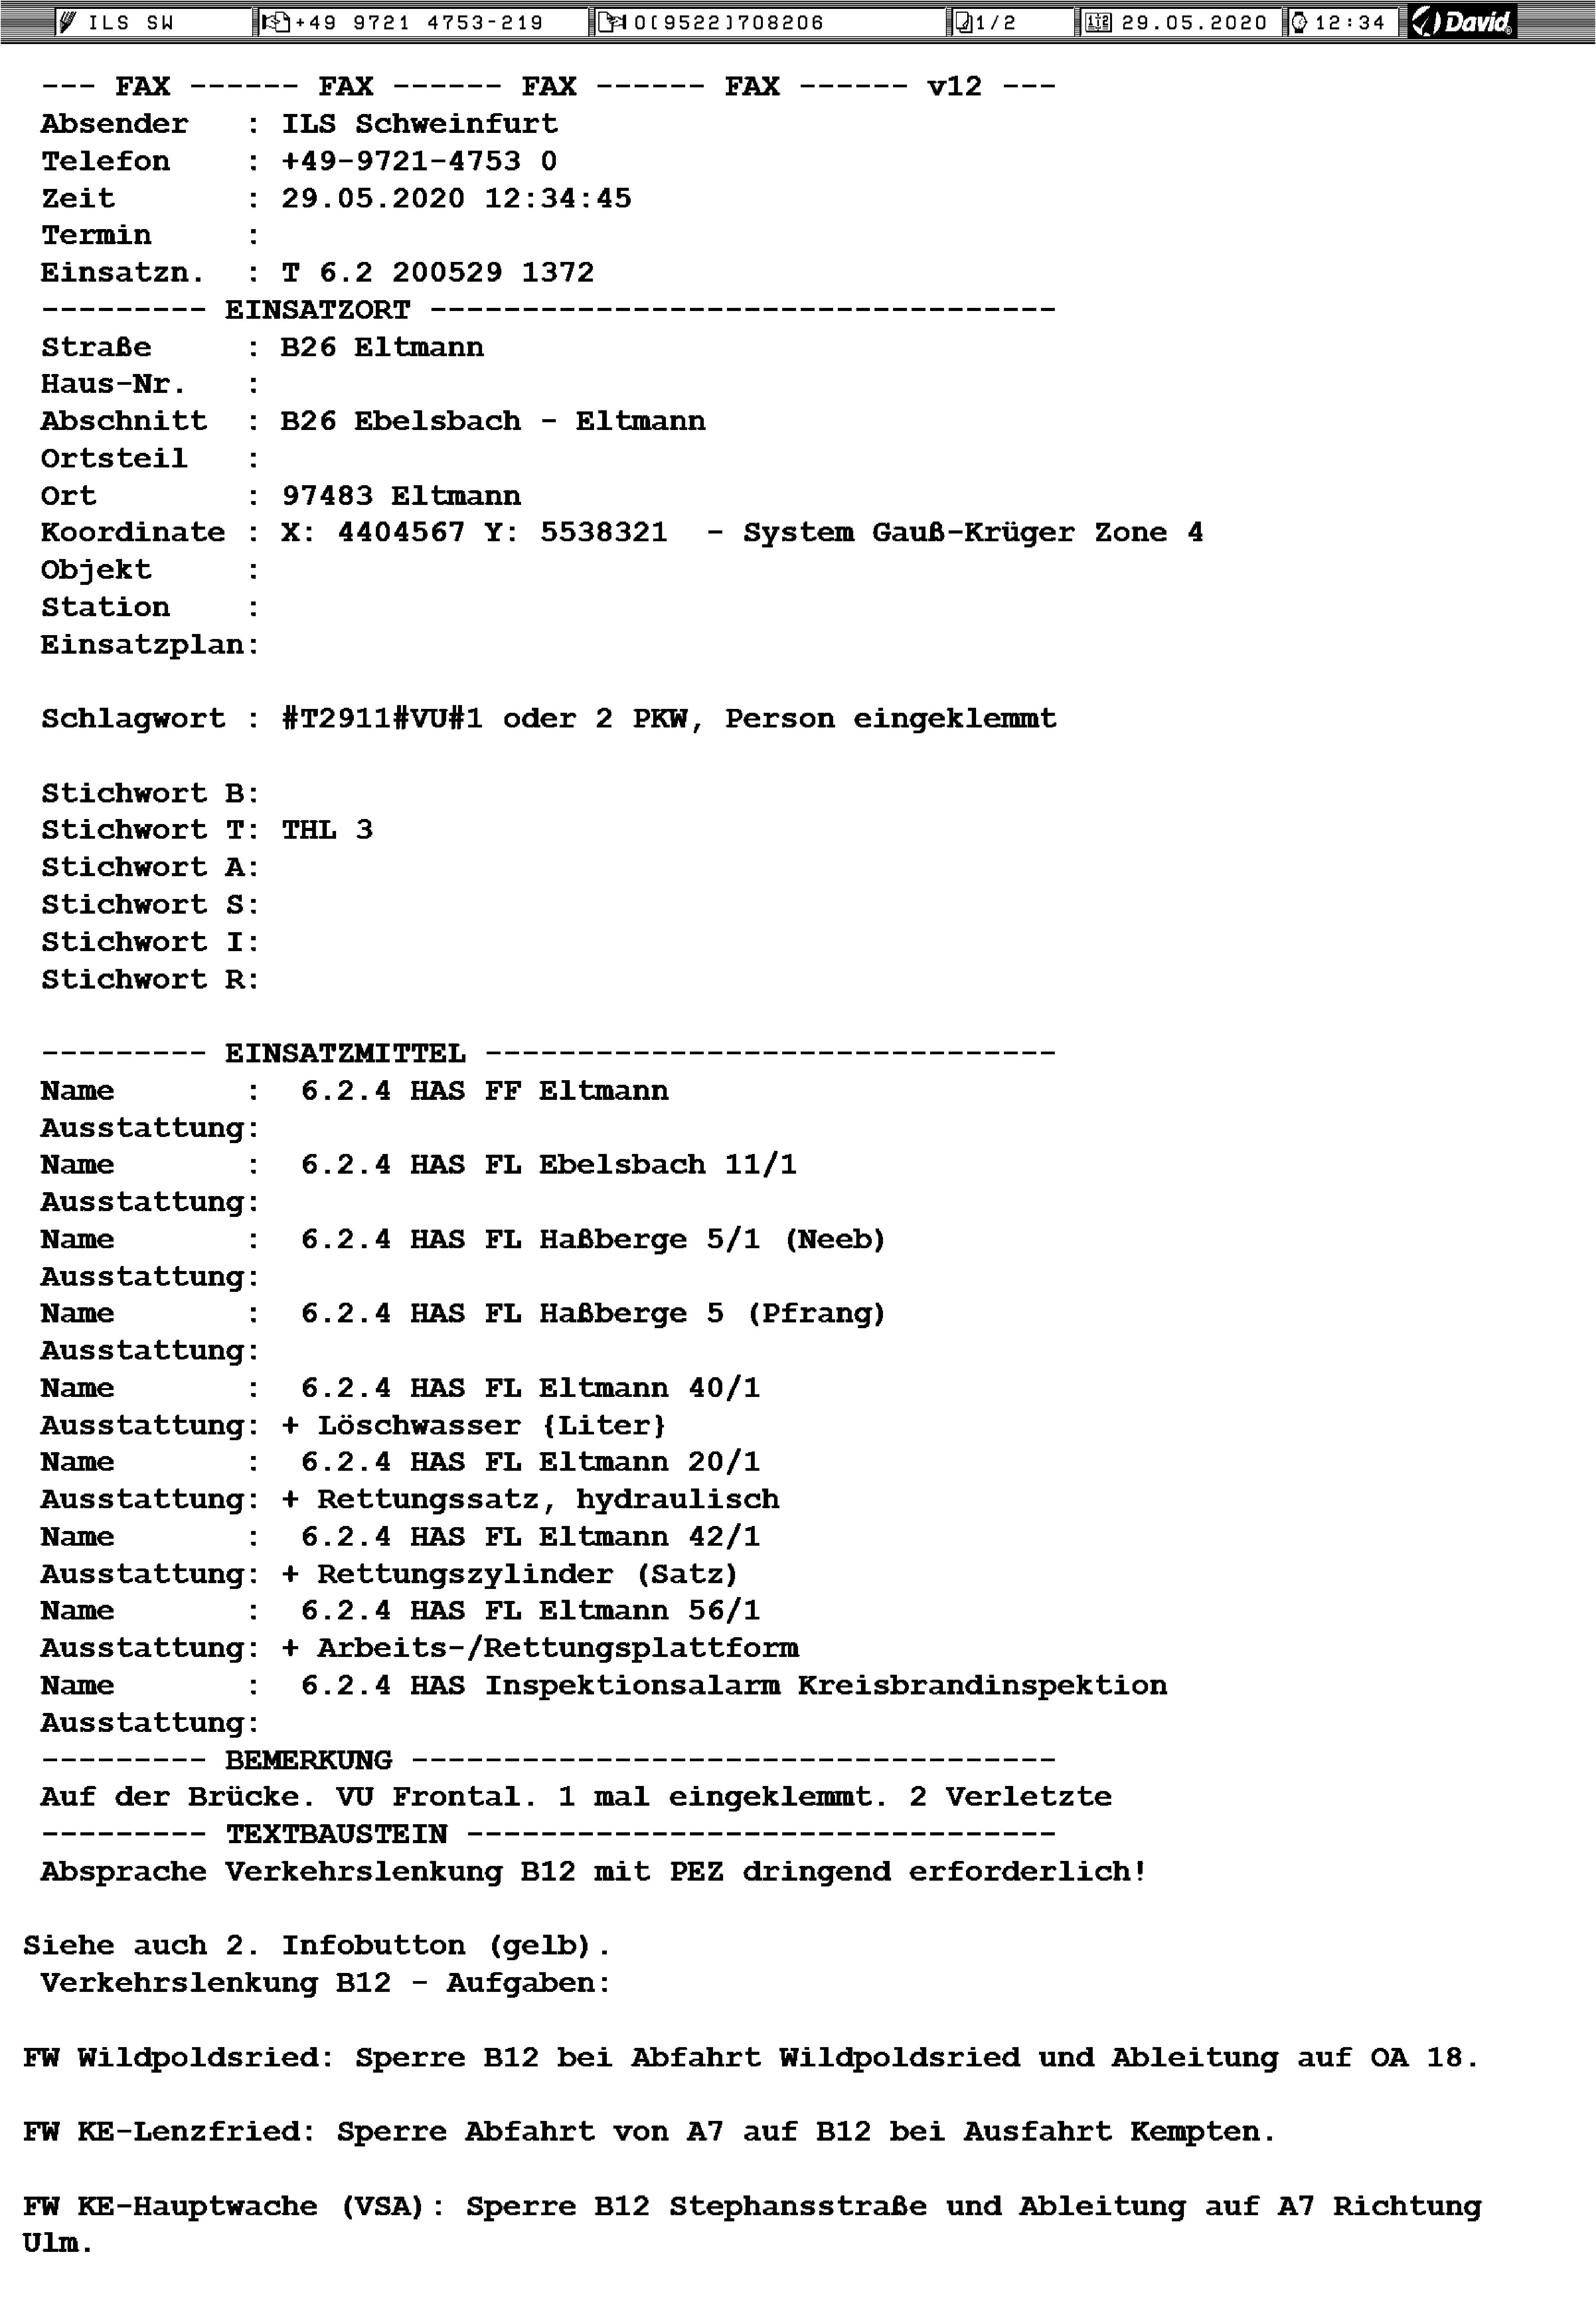 ILS SW +49 9721 4753-219 0(9522)708206 1/2 29.05.2020 12:34 David
--- FAX ------ FAX ------ FAX ------ FAX ------ v12 ---
Absender : ILS Schweinfurt
Telefon : +49-9721-4753 0
Zeit : 29.05.2020 12:34:45
Termin :
Einsatzn. : T 6.2 200529 1372
--------- EINSATZORT ----------------------------------
Straße : B26 Eltmann
Haus-Nr. :
Abschnitt : B26 Ebelsbach - Eltmann
Ortsteil :
Ort : 97483 Eltmann
Koordinate : X: 4404567 Y: 5538321 - System Gauß-Krüger Zone 4
Objekt :
Station :
Einsatzplan:
Schlagwort : #T2911#VU#1 oder 2 PKW, Person eingeklemmt
Stichwort B:
Stichwort T: THL 3
Stichwort A:
Stichwort S:
Stichwort I:
Stichwort R:
--------- EINSATZMITTEL -------------------------------
Name : 6.2.4 HAS FF Eltmann
Ausstattung:
Name : 6.2.4 HAS FL Ebelsbach 11/1
Ausstattung:
Name : 6.2.4 HAS FL Haßberge 5/1 (Neeb)
Ausstattung:
Name : 6.2.4 HAS FL Haßberge 5 (Pfrang)
Ausstattung:
Name : 6.2.4 HAS FL Eltmann 40/1
Ausstattung: + Löschwasser {Liter}
Name : 6.2.4 HAS FL Eltmann 20/1
Ausstattung: + Rettungssatz, hydraulisch
Name : 6.2.4 HAS FL Eltmann 42/1
Ausstattung: + Rettungszylinder (Satz)
Name : 6.2.4 HAS FL Eltmann 56/1
Ausstattung: + Arbeits-/Rettungsplattform
Name : 6.2.4 HAS Inspektionsalarm Kreisbrandinspektion
Ausstattung:
--------- BEMERKUNG -----------------------------------
Auf der Brücke. VU Frontal. 1 mal eingeklemmt. 2 Verletzte
--------- TEXTBAUSTEIN --------------------------------
Absprache Verkehrslenkung B12 mit PEZ dringend erforderlich!
Siehe auch 2. Infobutton (gelb).
Verkehrslenkung B12 - Aufgaben:
FW Wildpoldsried: Sperre B12 bei Abfahrt Wildpoldsried und Ableitung auf OA 18.
FW KE-Lenzfried: Sperre Abfahrt von A7 auf B12 bei Ausfahrt Kempten.
FW KE-Hauptwache (VSA): Sperre B12 Stephansstraße und Ableitung auf A7 Richtung
Ulm.